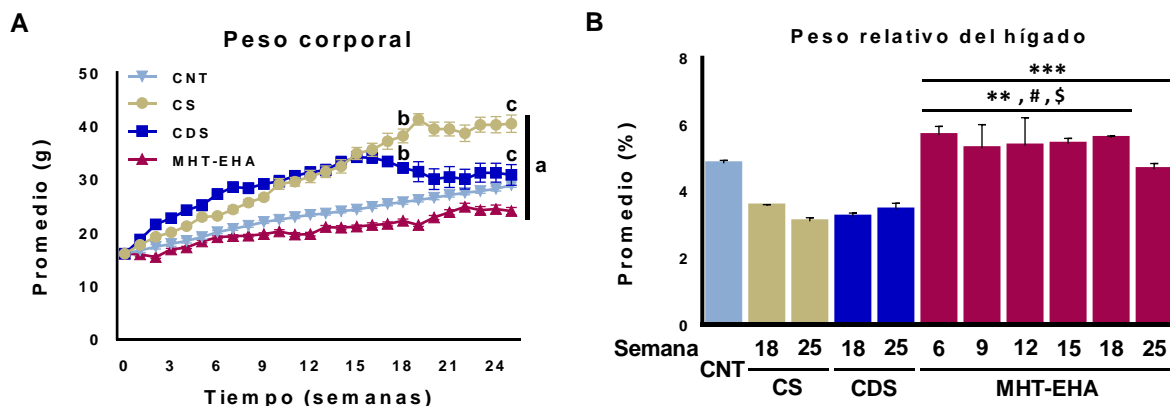 A
Peso corporal
50
40
30
20
10
0
Promedio (g)
CNT
CS
CDS
MHT-EHA
b
c
b
c
a
0 3 6 9 12 15 18 21 24
Tiempo (semanas)
B
Peso relativo del hígado
8
6
4
2
0
Promedio (%)
***
**,#,$
Semana 18 25 18 25 6 9 12 15 18 25
CNT
CS CDS MHT-EHA